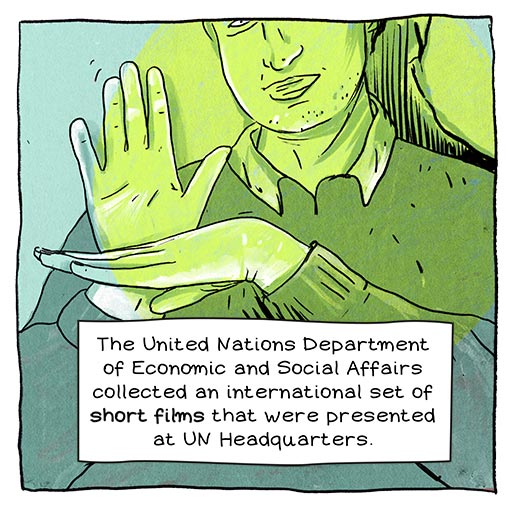 The United Nations Department
of Economic and Social Affairs
collected an international set of
short films that were presented
at UN Headquarters.